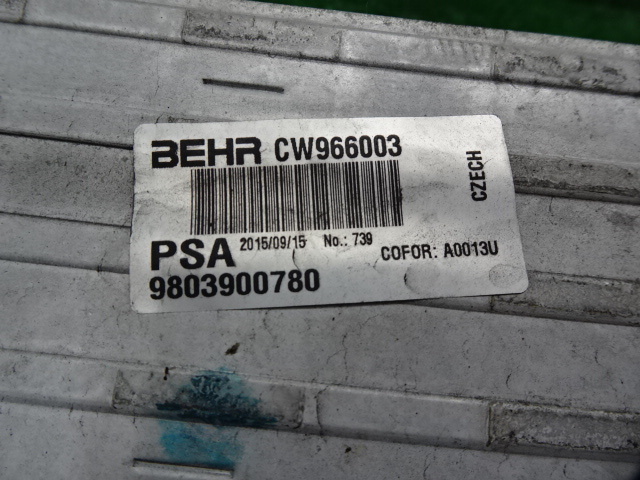 BEHR CW966003
CZECH
PSA 2015/09/15 No.: 739 COFOR: A0013U
9803900780